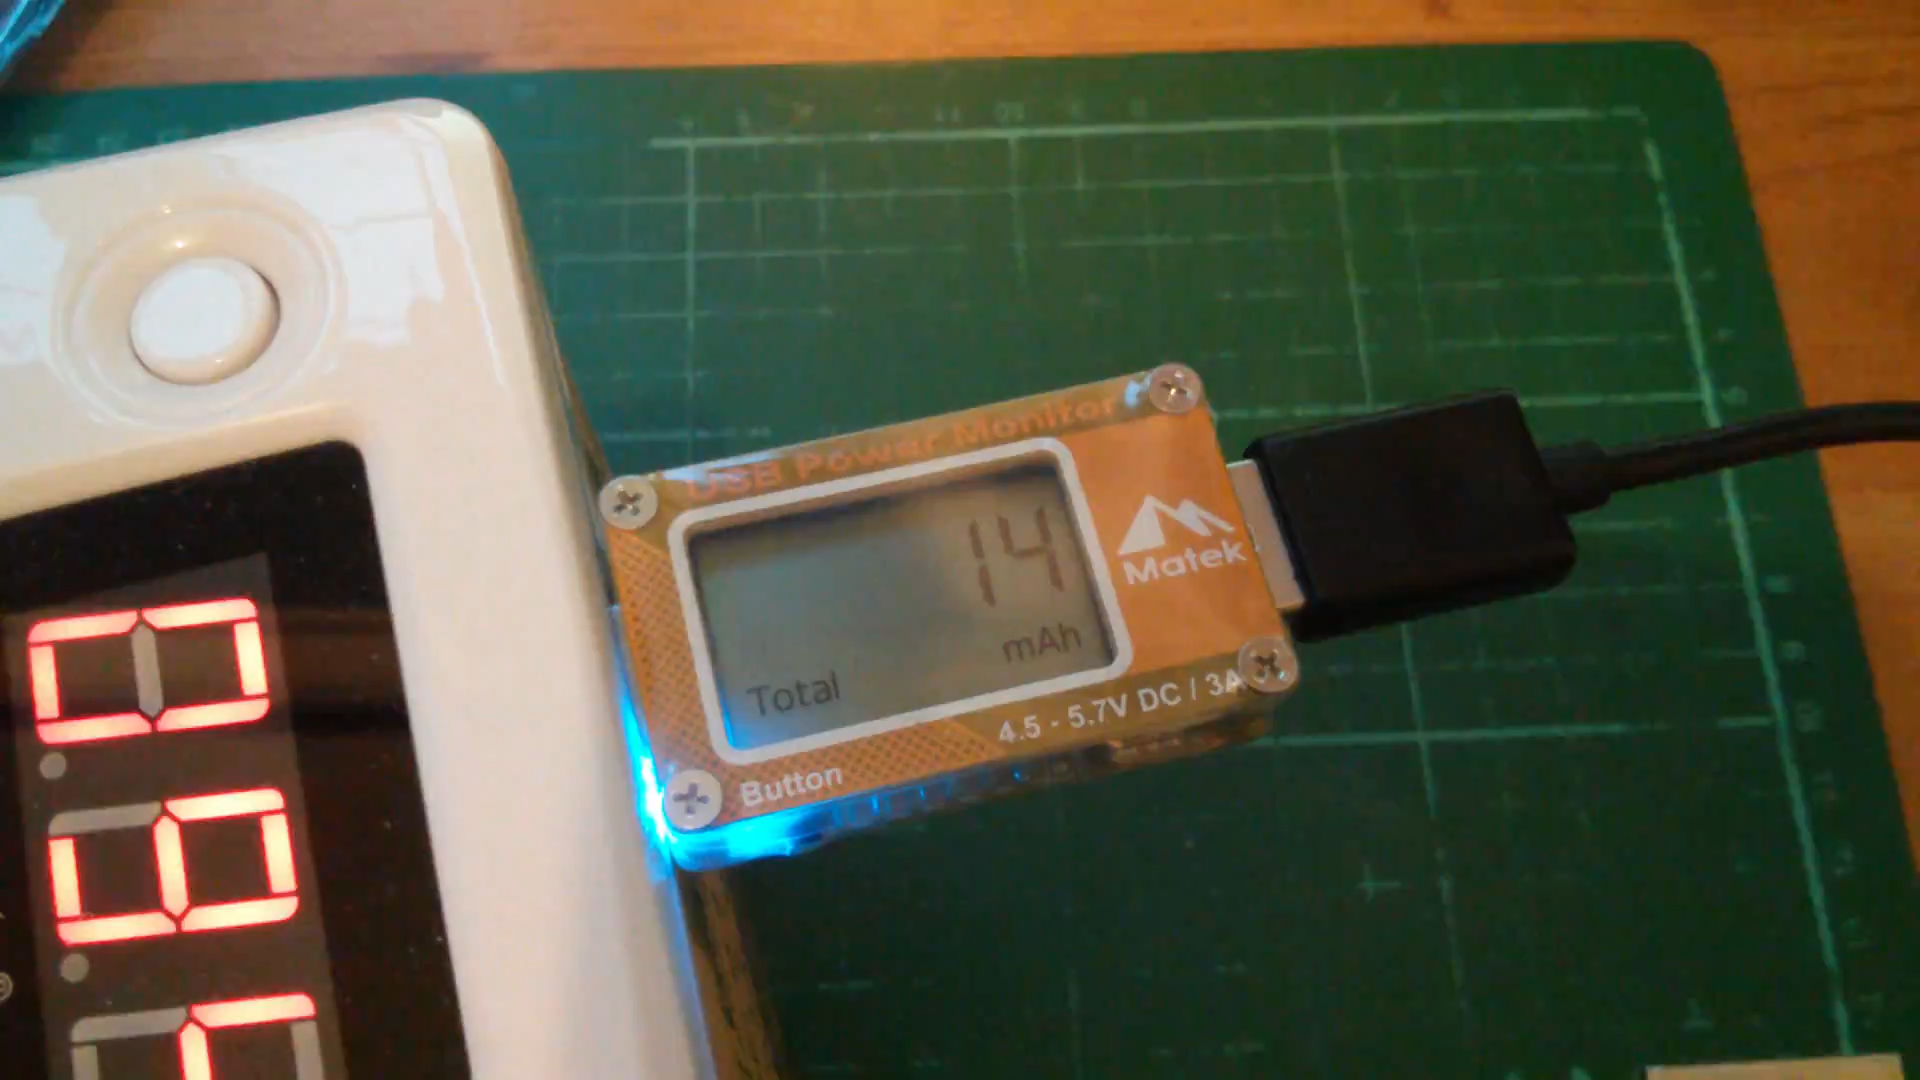 USB Power Monitor
14
mAh
Total
Matek
4.5 - 5.7V DC / 3A
Button